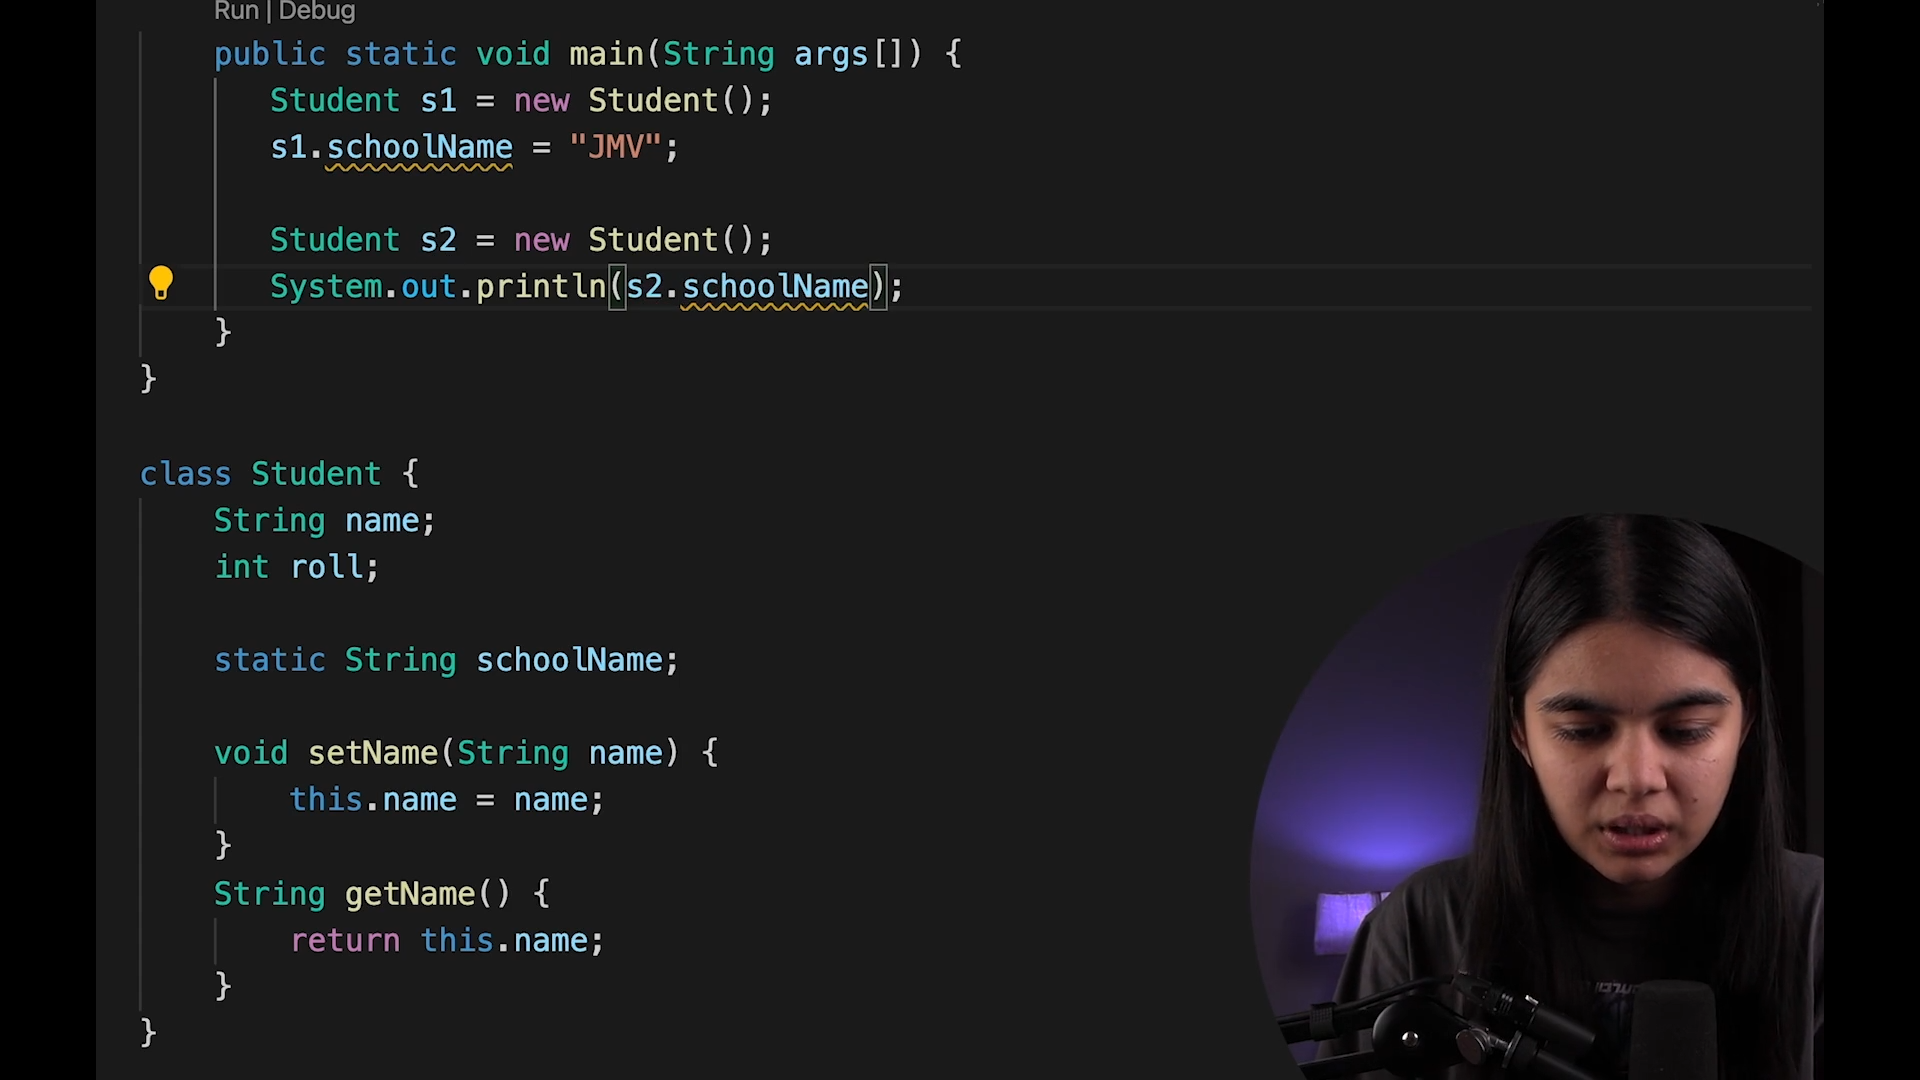 Run | Debug
public static void main(String args[]) {
Student s1 = new Student();
s1.schoolName = "JMV";
Student s2 = new Student();
System.out.println(s2.schoolName);
}
}
class Student {
String name;
int roll;
static String schoolName;
void setName(String name) {
this.name = name;
}
String getName() {
return this.name;
}
}